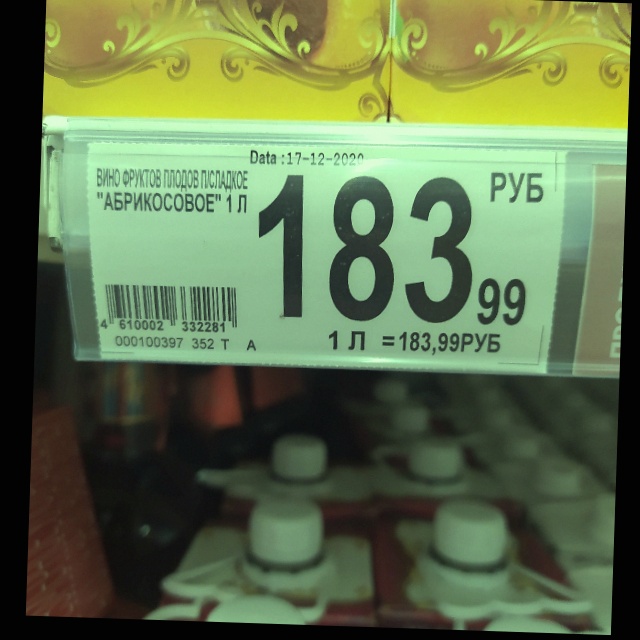 Data :17-12-2020
ВИНО ФРУКТОВ ПЛОДОВ П/СЛАДКОЕ
"АБРИКОСОВОЕ" 1 Л
183 99 РУБ
4 610002 332281
000100397 352 Т А
1 Л =183,99РУБ